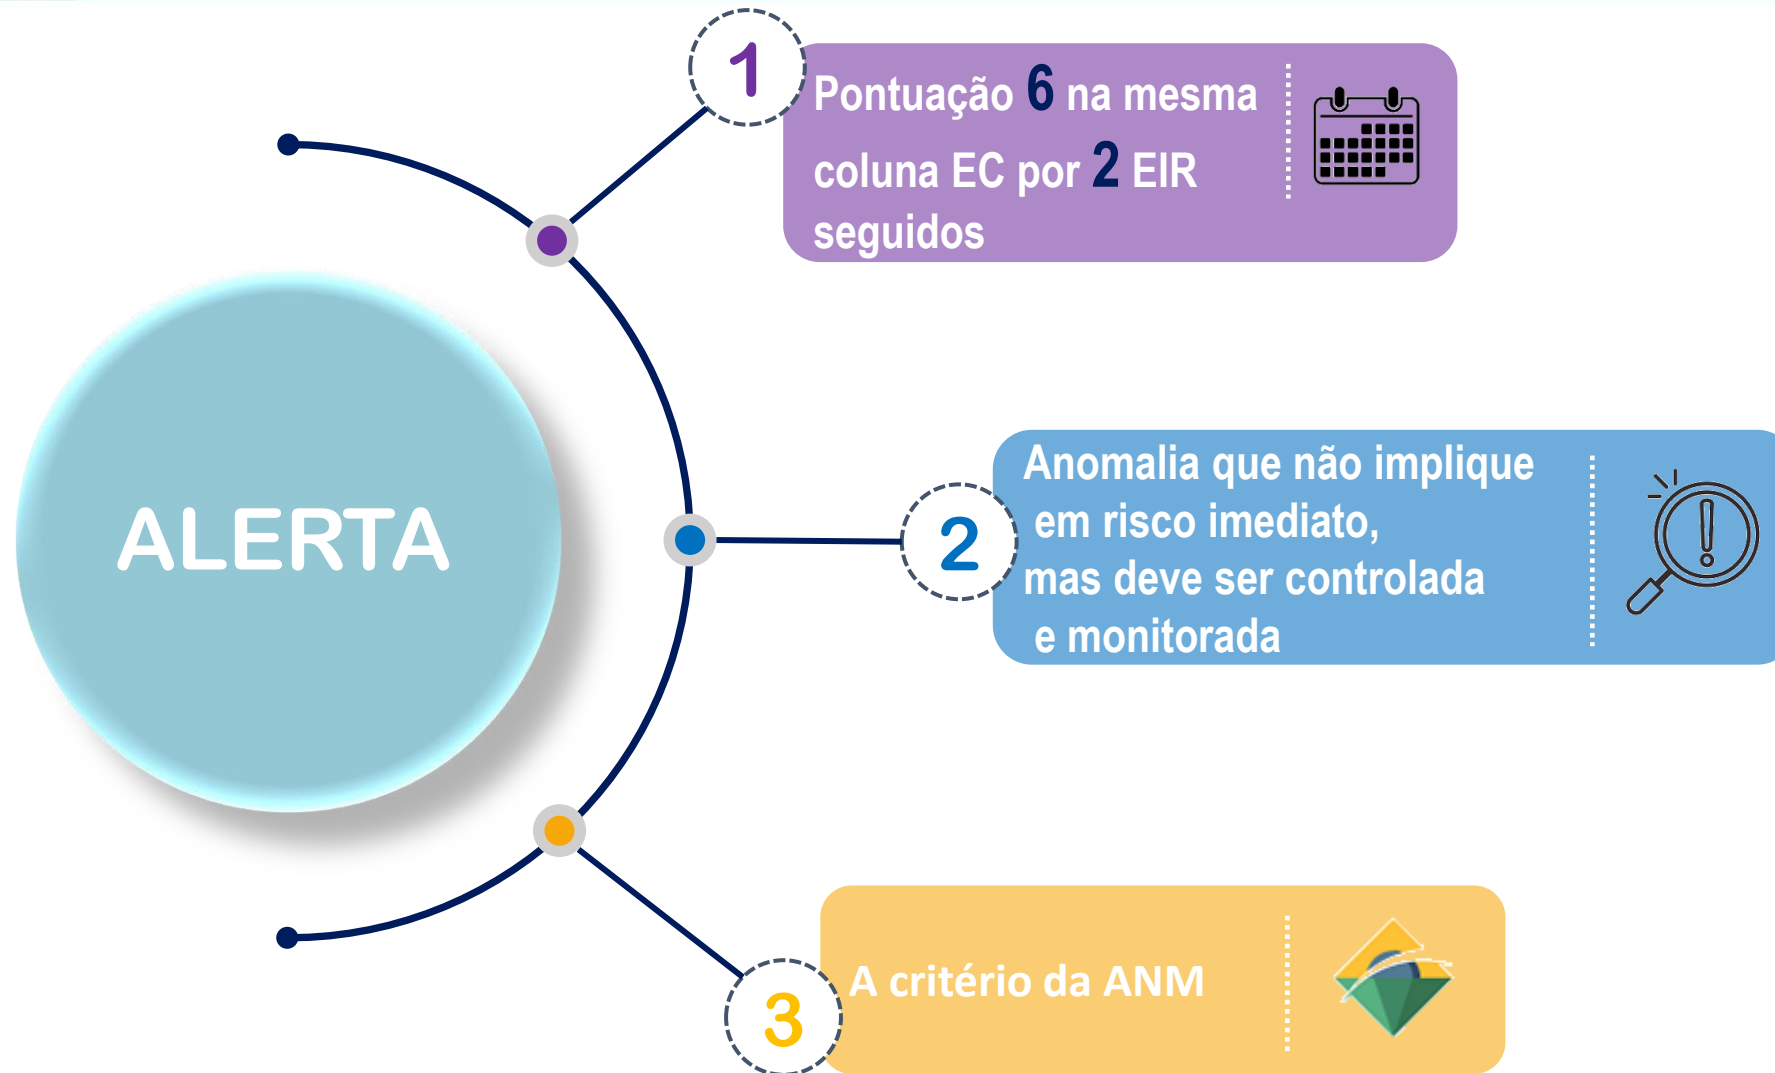 ALERTA
1
Pontuação 6 na mesma
coluna EC por 2 EIR
seguidos
2
Anomalia que não implique
em risco imediato,
mas deve ser controlada
e monitorada
3
A critério da ANM